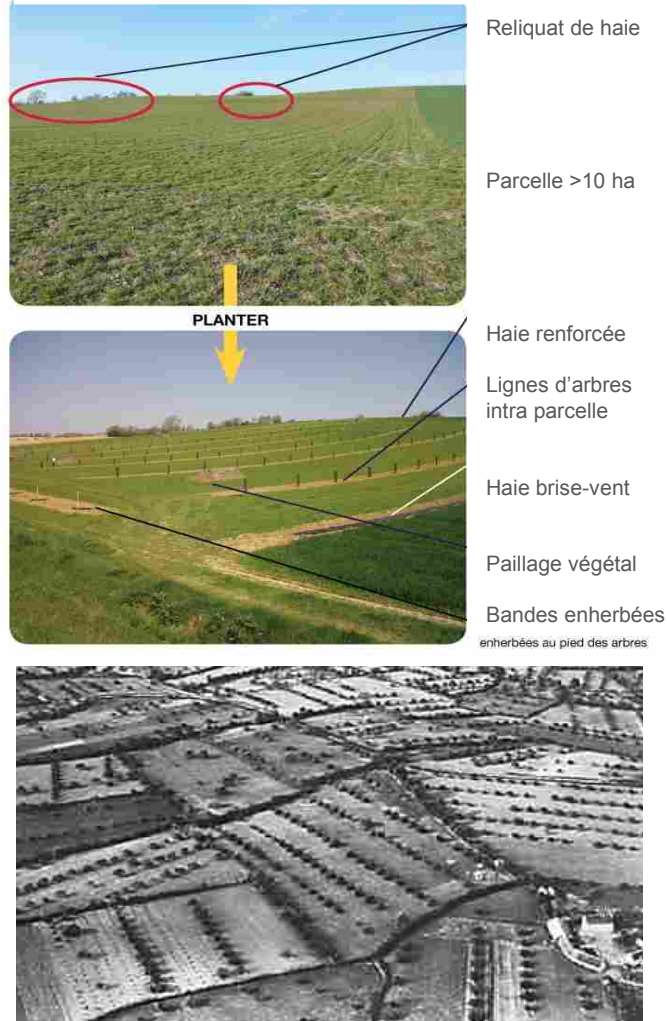 Reliquat de haie
Parcelle >10 ha
PLANTER
Haie renforcée
Lignes d'arbres
intra parcelle
Haie brise-vent
Paillage végétal
Bandes enherbées
enherbées au pied des arbres